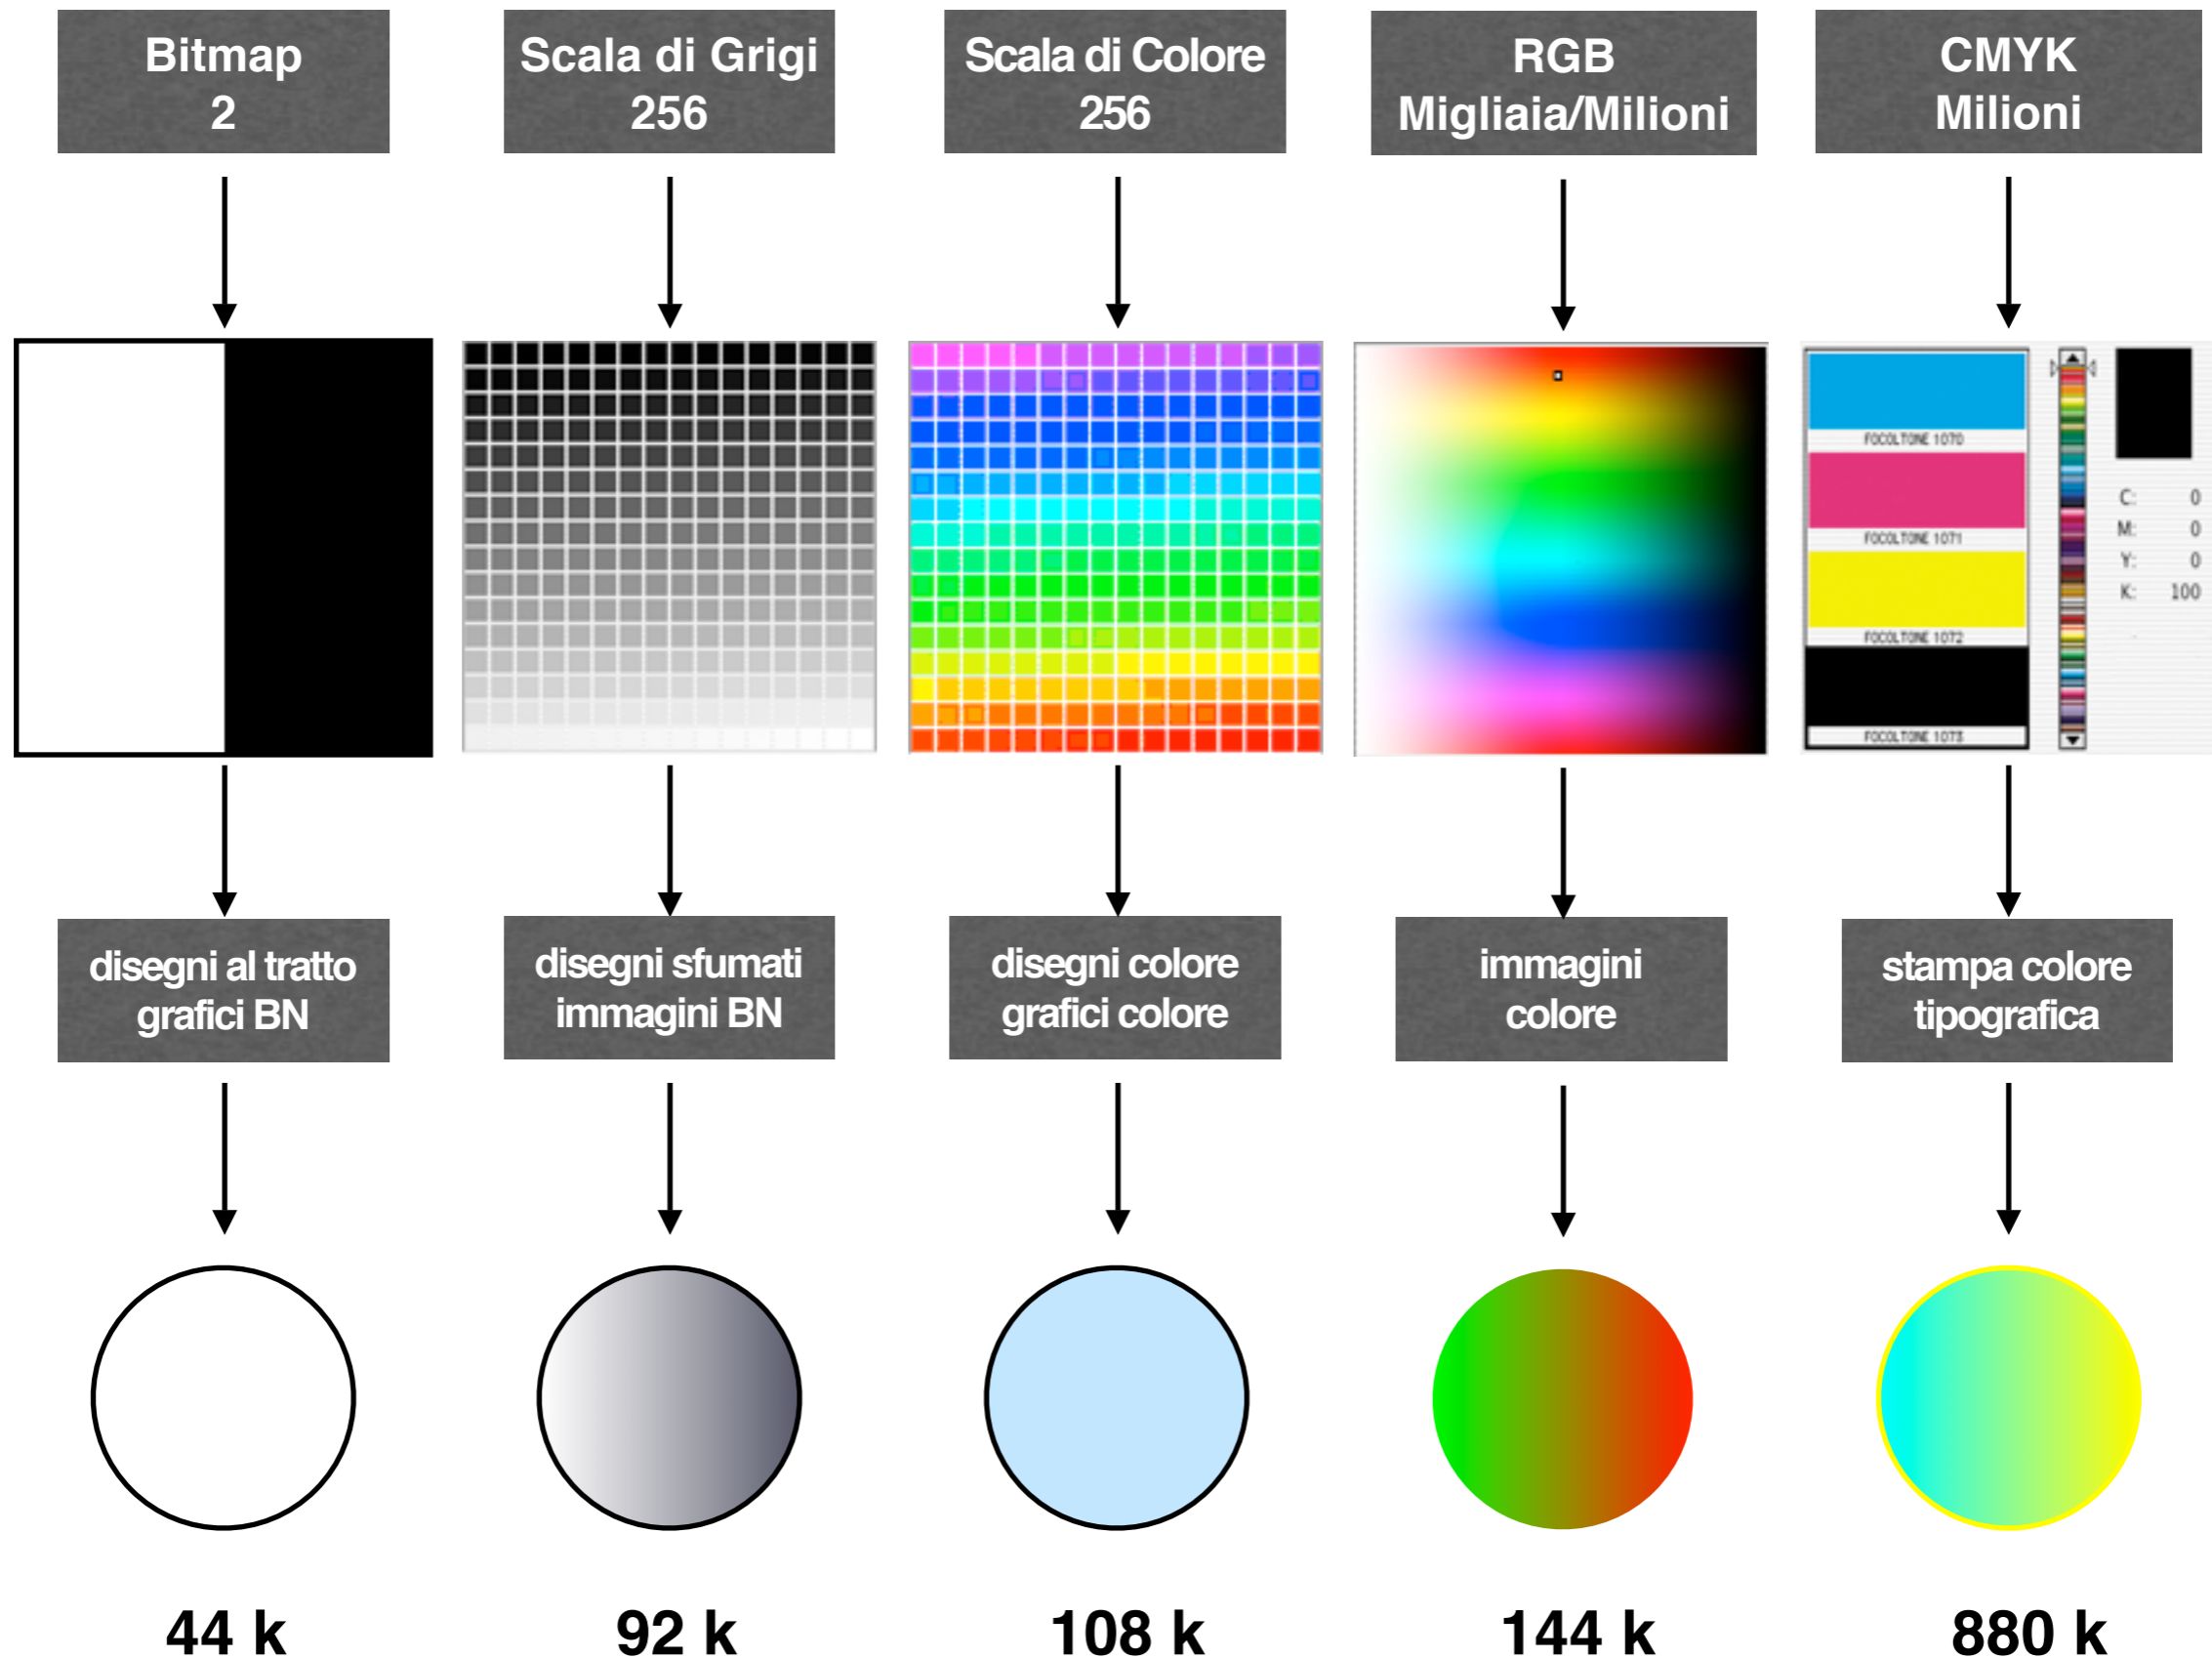 Bitmap
2
Scala di Grigi
256
Scala di Colore
256
RGB
Migliaia/Milioni
CMYK
Milioni
FOCOLTONE 1070
FOCOLTONE 1071
FOCOLTONE 1072
FOCOLTONE 1073
C: 0
M: 0
Y: 0
K: 100
disegni al tratto
grafici BN
disegni sfumati
immagini BN
disegni colore
grafici colore
immagini
colore
stampa colore
tipografica
44 k
92 k
108 k
144 k
880 k